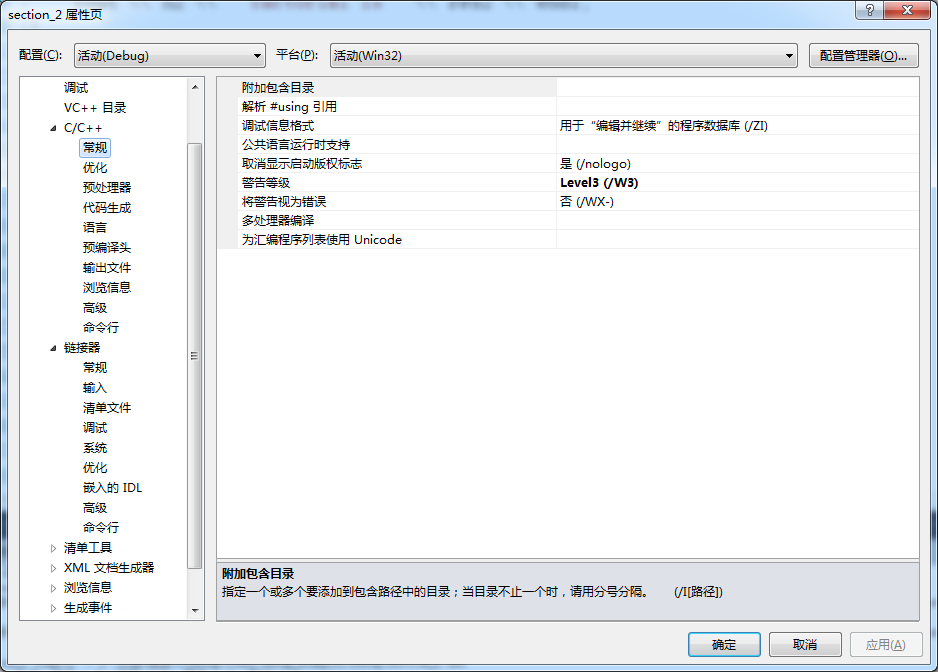 section_2 属性页
配置(C): 活动(Debug) 平台(P): 活动(Win32) 配置管理器(O)...
调试
VC++ 目录
C/C++
常规
优化
预处理器
代码生成
语言
预编译头
输出文件
浏览信息
高级
命令行
链接器
常规
输入
清单文件
调试
系统
优化
嵌入的 IDL
高级
命令行
清单工具
XML 文档生成器
浏览信息
生成事件
附加包含目录
解析 #using 引用
调试信息格式 用于“编辑并继续”的程序数据库 (/ZI)
公共语言运行时支持
取消显示启动版权标志 是 (/nologo)
警告等级 Level3 (/W3)
将警告视为错误 否 (/WX-)
多处理器编译
为汇编程序列表使用 Unicode
附加包含目录
指定一个或多个要添加到包含路径中的目录；当目录不止一个时，请用分号分隔。 (/I[路径])
确定 取消 应用(A)